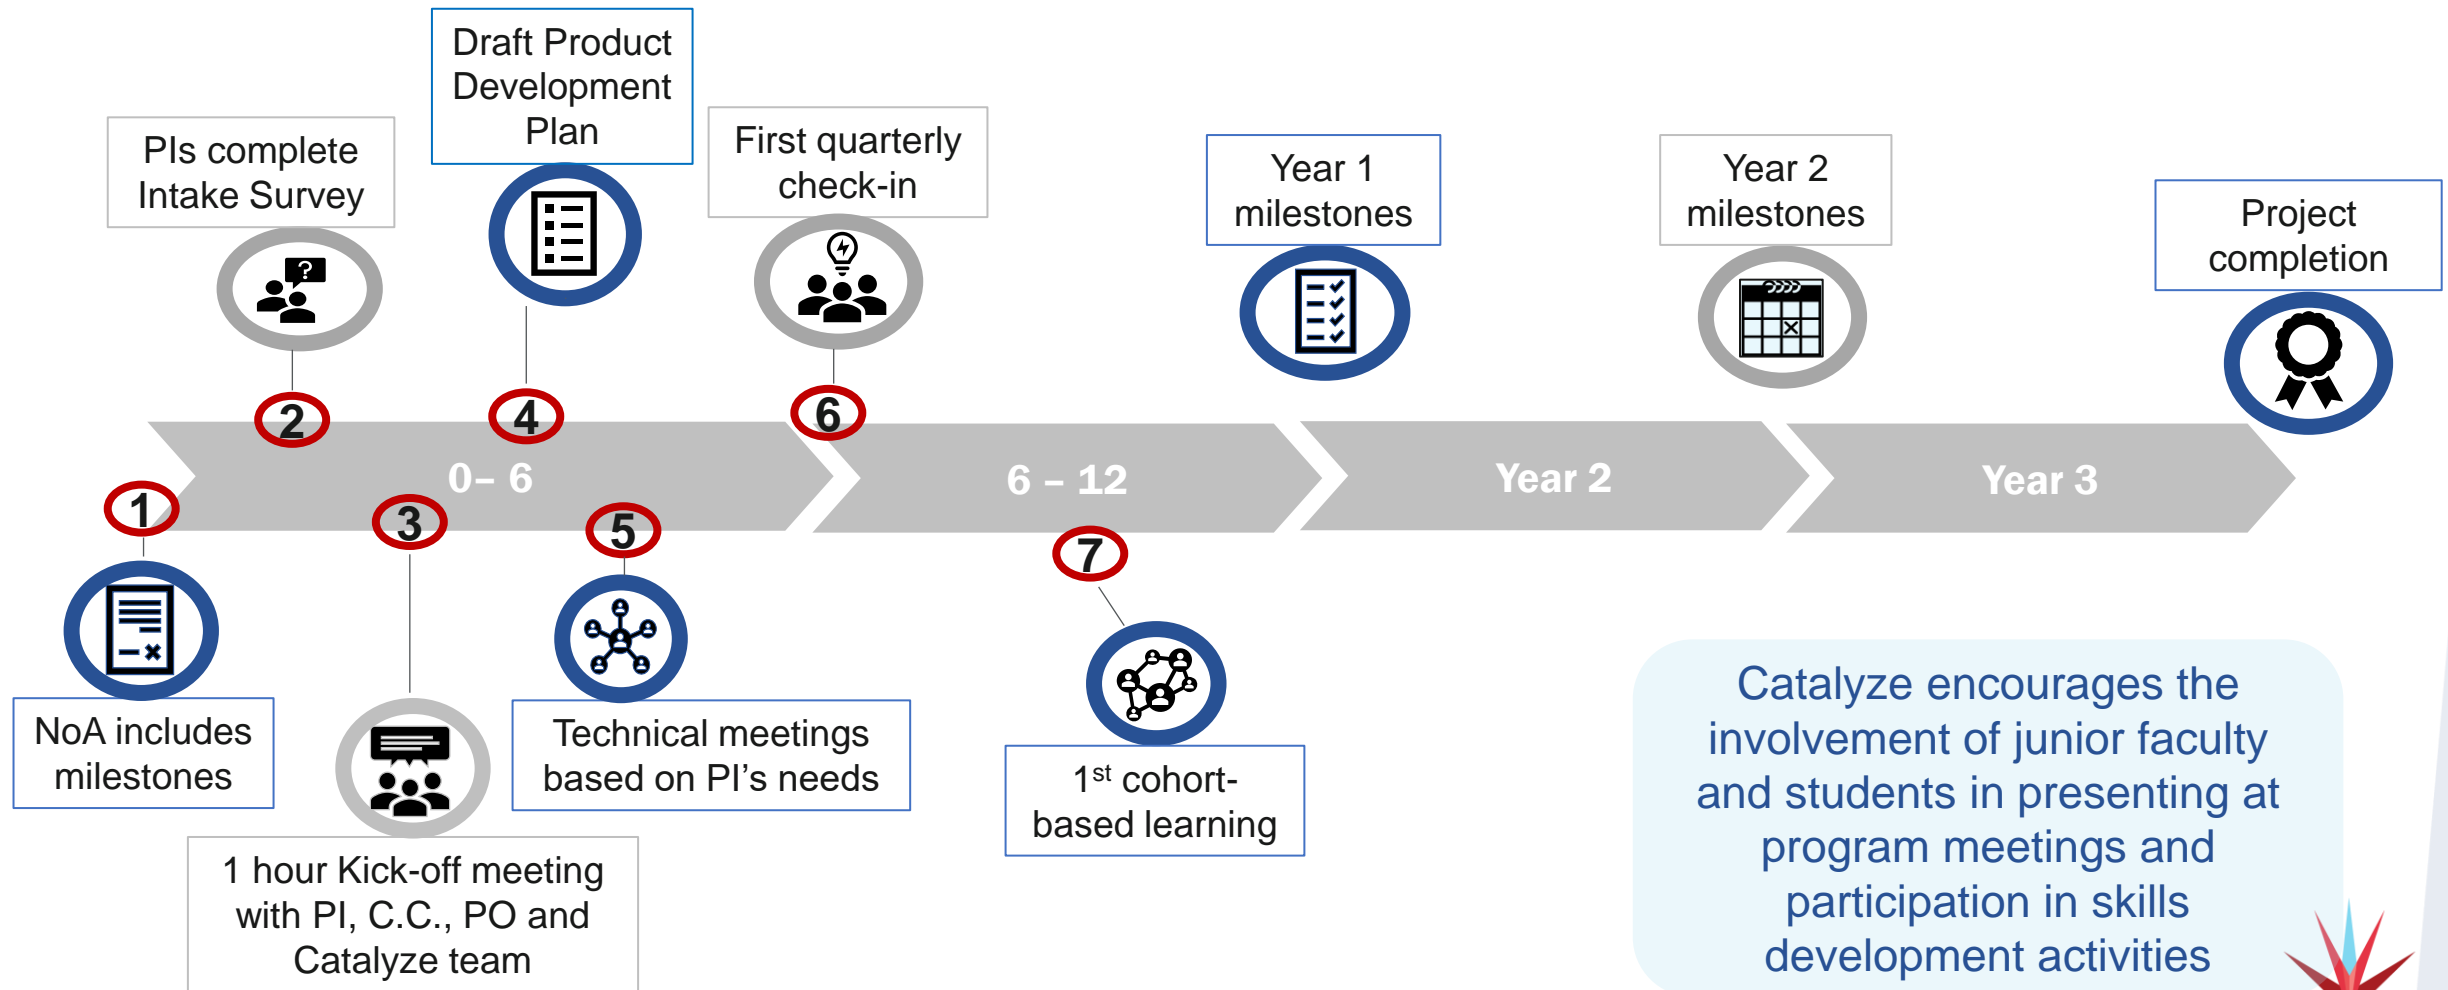 Draft Product
Development
Plan
PIs complete
Intake Survey
First quarterly
check-in
Year 1
milestones
Year 2
milestones
Project
completion
?
2
4
6
0– 6
6 – 12
Year 2
Year 3
1
3
5
7
NoA includes
milestones
Technical meetings
based on PI’s needs
1st cohort-
based learning
1 hour Kick-off meeting
with PI, C.C., PO and
Catalyze team
Catalyze encourages the
involvement of junior faculty
and students in presenting at
program meetings and
participation in skills
development activities